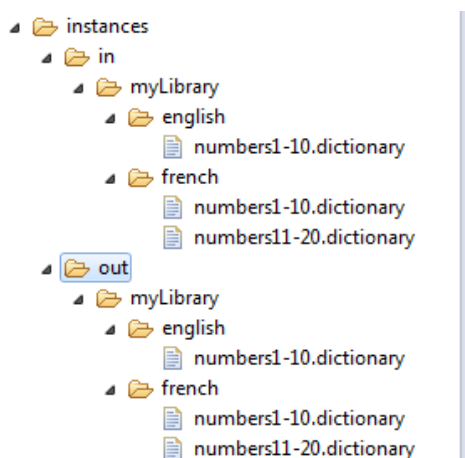 instances
in
myLibrary
english
numbers1-10.dictionary
french
numbers1-10.dictionary
numbers11-20.dictionary
out
myLibrary
english
numbers1-10.dictionary
french
numbers1-10.dictionary
numbers11-20.dictionary